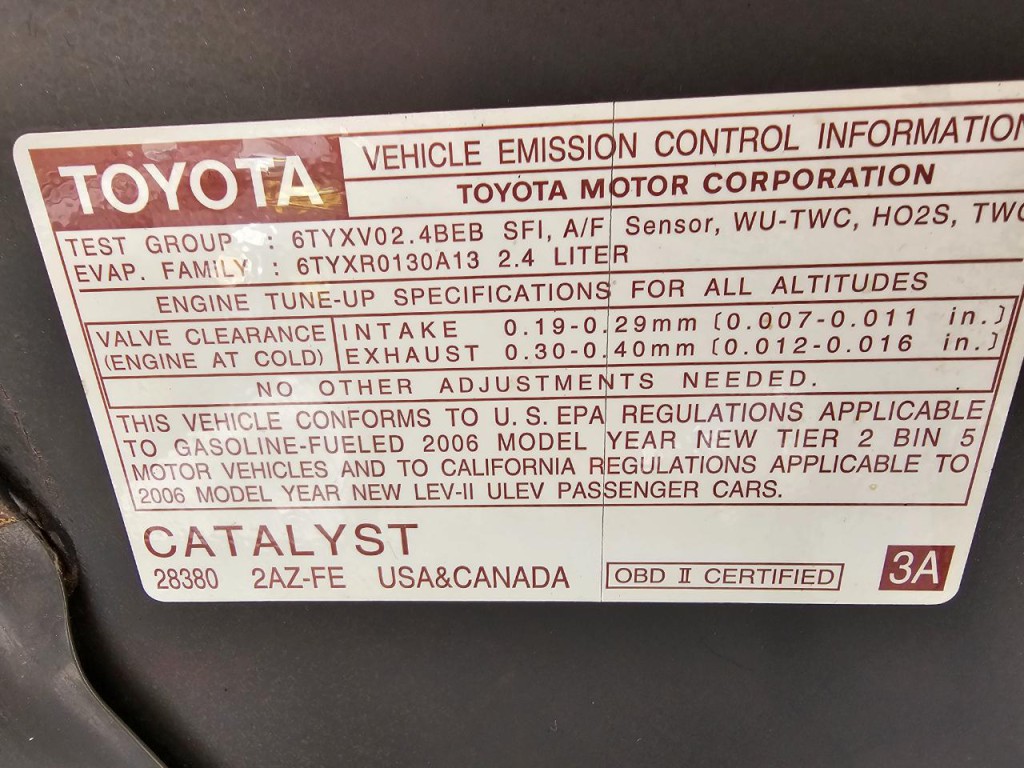 TOYOTA
VEHICLE EMISSION CONTROL INFORMATION
TOYOTA MOTOR CORPORATION
TEST GROUP : 6TYXV02.4BEB SFI, A/F Sensor, WU-TWC, HO2S, TWC
EVAP. FAMILY : 6TYXR0130A13 2.4 LITER
ENGINE TUNE-UP SPECIFICATIONS FOR ALL ALTITUDES
VALVE CLEARANCE
(ENGINE AT COLD)
INTAKE 0.19-0.29mm (0.007-0.011 in.)
EXHAUST 0.30-0.40mm (0.012-0.016 in.)
NO OTHER ADJUSTMENTS NEEDED.
THIS VEHICLE CONFORMS TO U.S.EPA REGULATIONS APPLICABLE
TO GASOLINE-FUELED 2006 MODEL YEAR NEW TIER 2 BIN 5
MOTOR VEHICLES AND TO CALIFORNIA REGULATIONS APPLICABLE TO
2006 MODEL YEAR NEW LEV-II ULEV PASSENGER CARS.
CATALYST
28380 2AZ-FE USA&CANADA OBD II CERTIFIED 3A